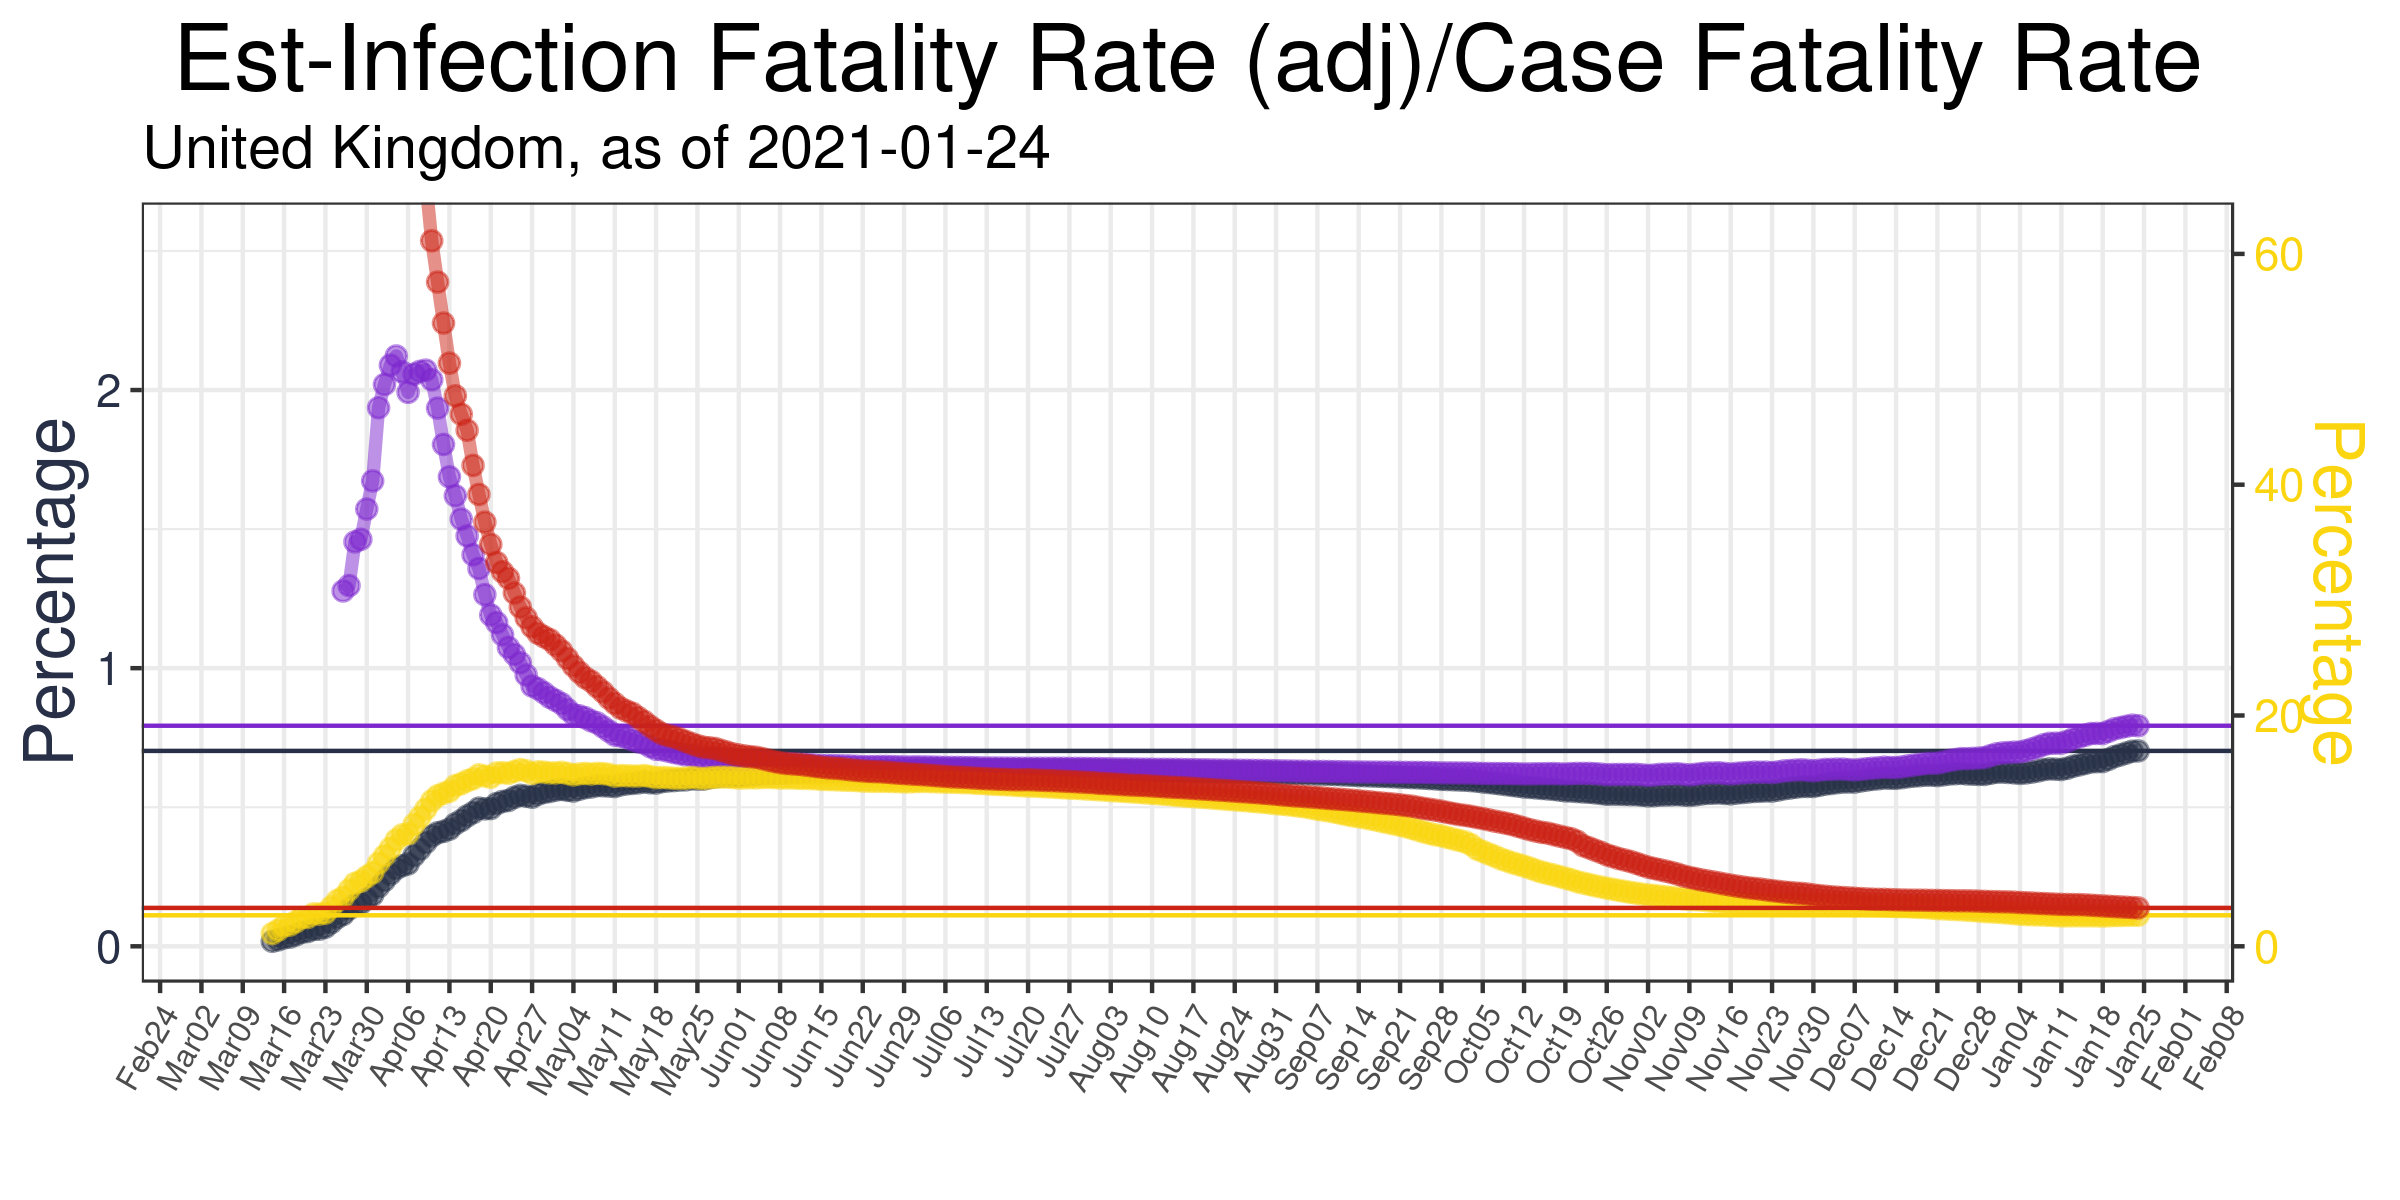 Est-Infection Fatality Rate (adj)/Case Fatality Rate
United Kingdom, as of 2021-01-24
Percentage
2
1
0
60
40
20
0
Percentage
Feb24
Mar02
Mar09
Mar16
Mar23
Mar30
Apr06
Apr13
Apr20
Apr27
May04
May11
May18
May25
Jun01
Jun08
Jun15
Jun22
Jun29
Jul06
Jul13
Jul20
Jul27
Aug03
Aug10
Aug17
Aug24
Aug31
Sep07
Sep14
Sep21
Sep28
Oct05
Oct12
Oct19
Oct26
Nov02
Nov09
Nov16
Nov23
Nov30
Dec07
Dec14
Dec21
Dec28
Jan04
Jan11
Jan18
Jan25
Feb01
Feb08